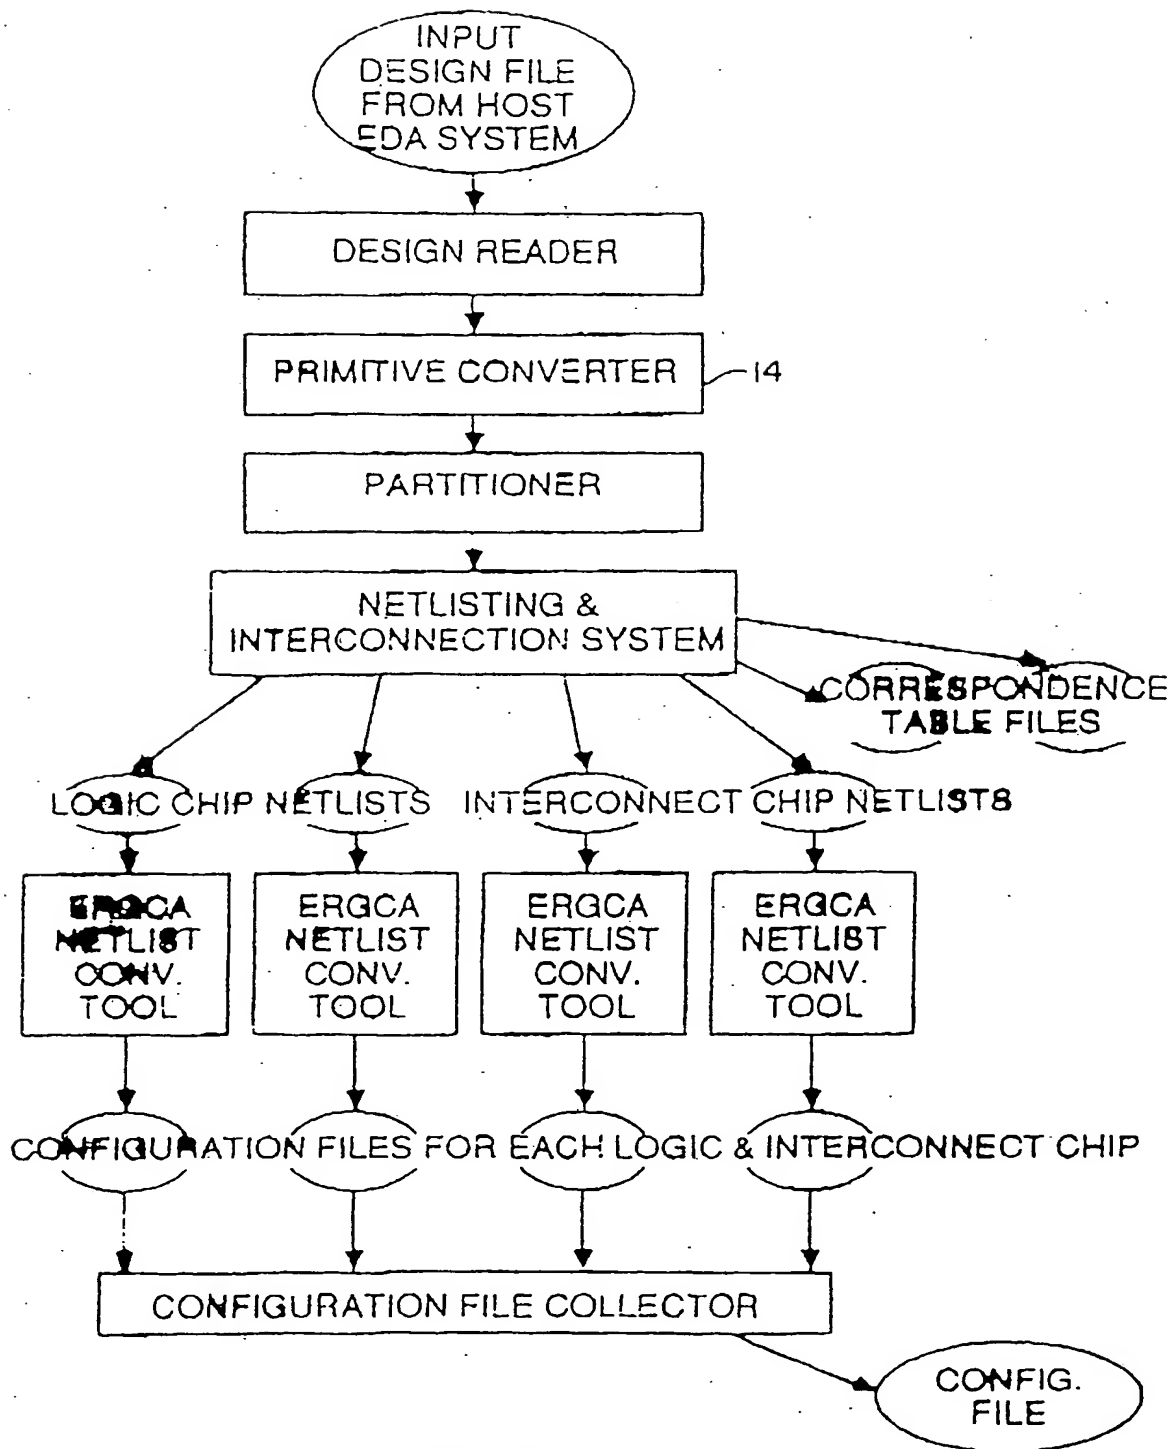 INPUT
DESIGN FILE
FROM HOST
EDA SYSTEM
DESIGN READER
PRIMITIVE CONVERTER
14
PARTITIONER
NETLISTING &
INTERCONNECTION SYSTEM
CORRESPONDENCE
TABLE FILES
LOGIC CHIP NETLISTS
INTERCONNECT CHIP NETLISTS
ERGCA
NETLIST
CONV.
TOOL
ERGCA
NETLIST
CONV.
TOOL
ERGCA
NETLIST
CONV.
TOOL
ERGCA
NETLIST
CONV.
TOOL
CONFIGURATION FILES FOR EACH LOGIC & INTERCONNECT CHIP
CONFIGURATION FILE COLLECTOR
CONFIG.
FILE